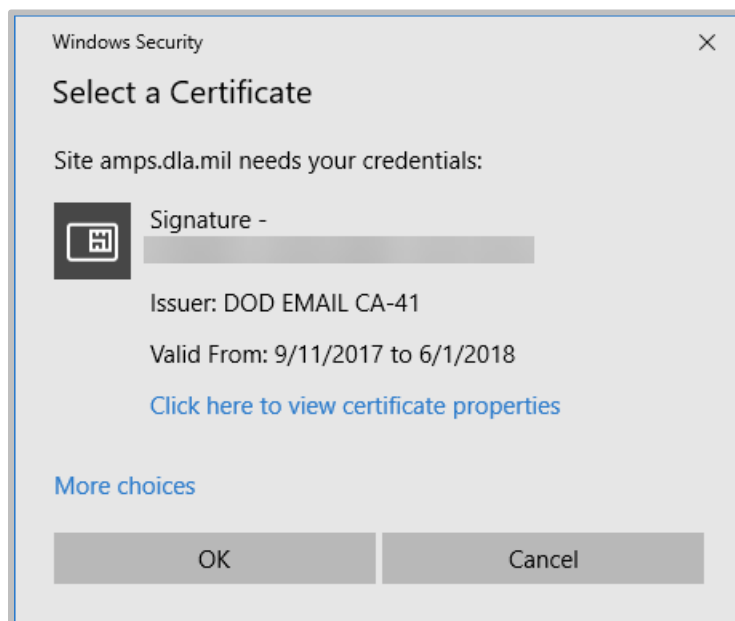 Windows Security
Select a Certificate
Site amps.dla.mil needs your credentials:
Signature -
Issuer: DOD EMAIL CA-41
Valid From: 9/11/2017 to 6/1/2018
Click here to view certificate properties
More choices
OK
Cancel